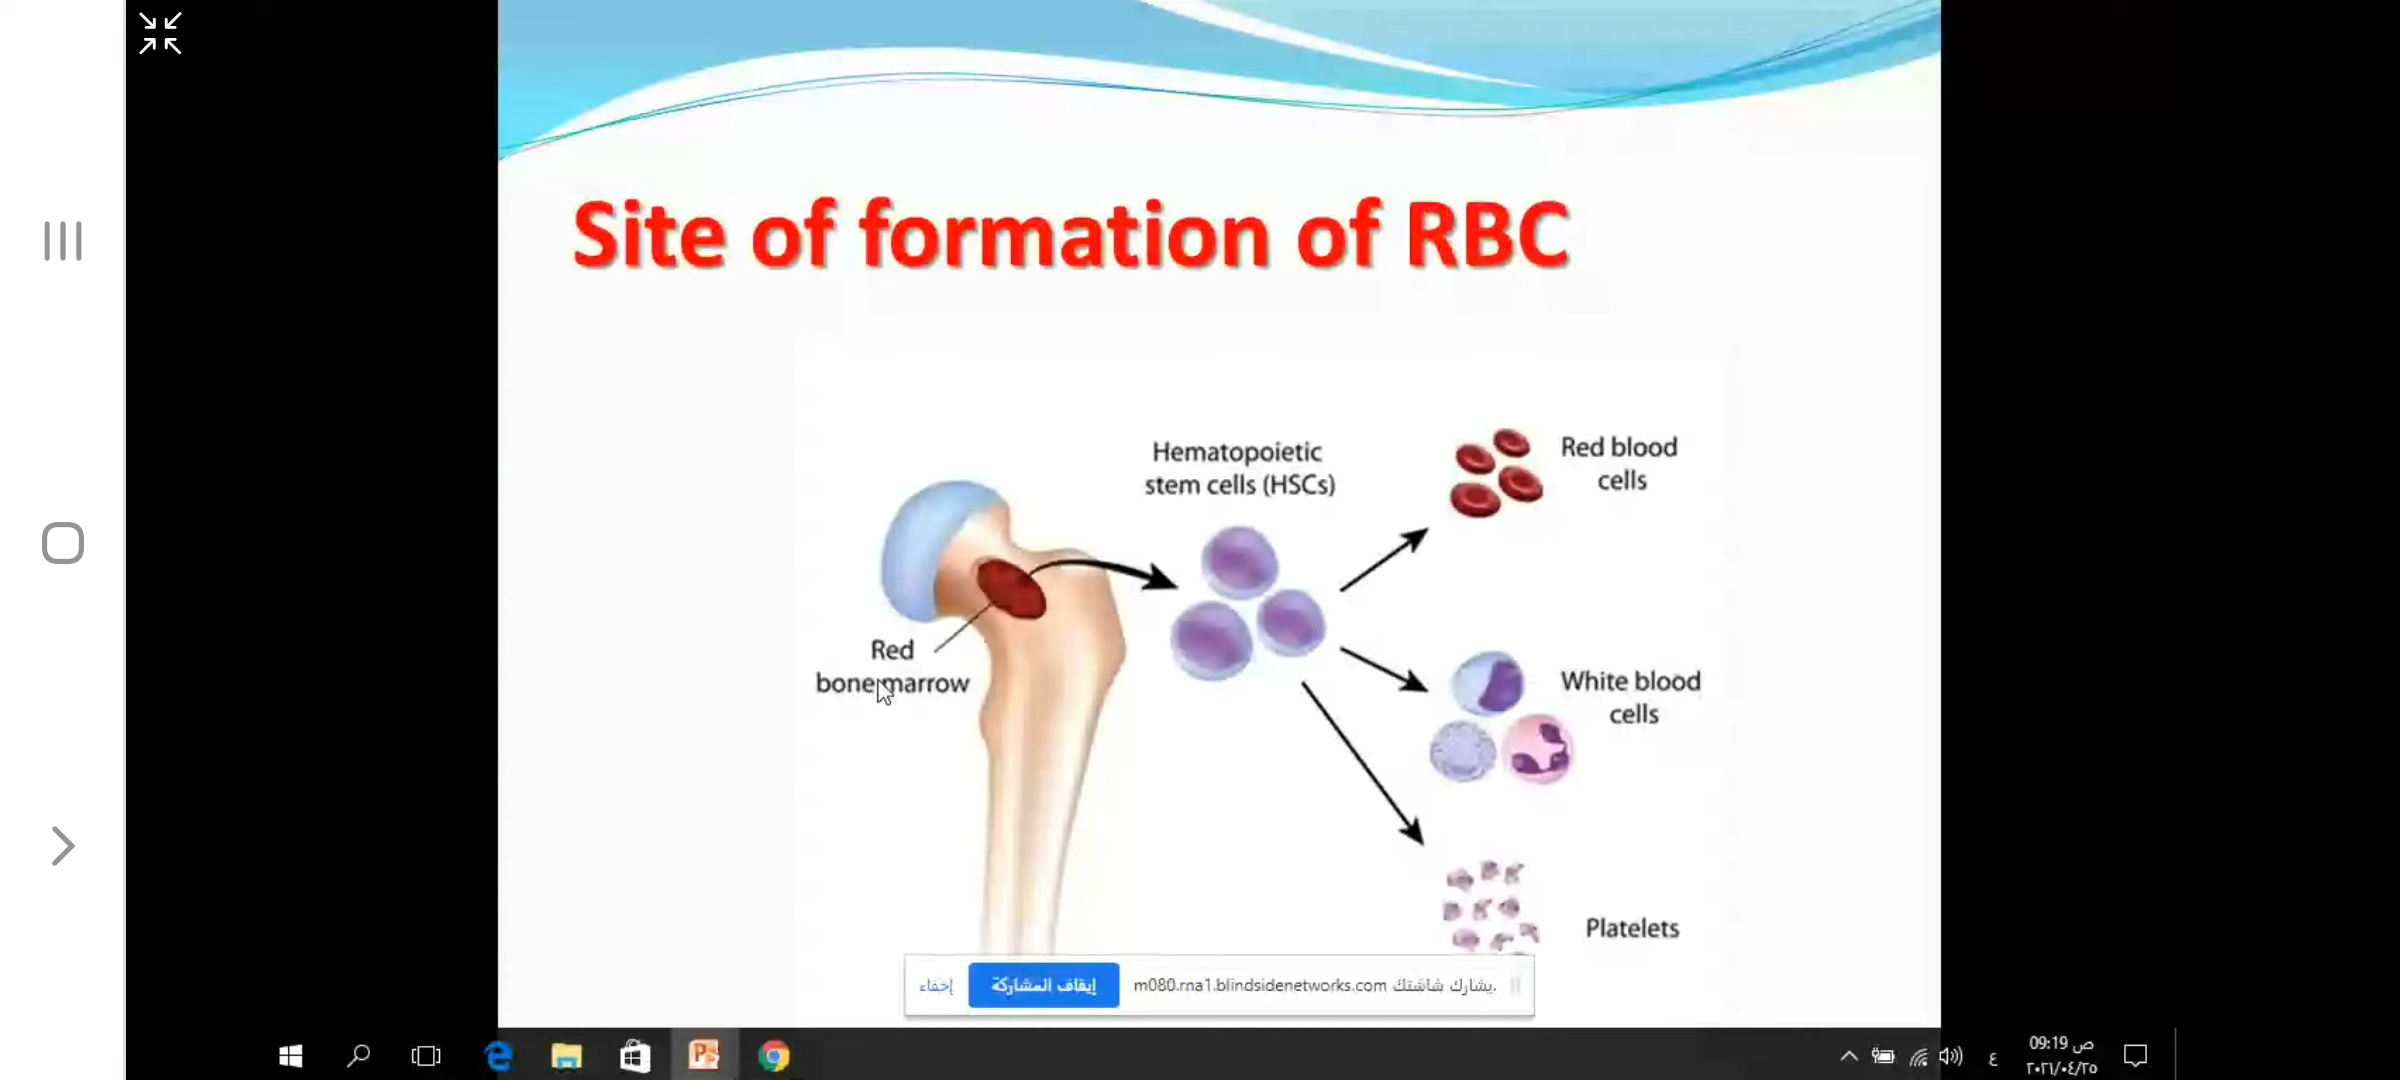 Site of formation of RBC
Hematopoietic
stem cells (HSCs)
Red blood
cells
Red
bone marrow
White blood
cells
Platelets
m080.rna1.blindsidenetworks.com يشارك شاشتك.
إيقاف المشاركة
إخفاء
ع
09:19 ص
٢٠٢١/٠٤/٢٥